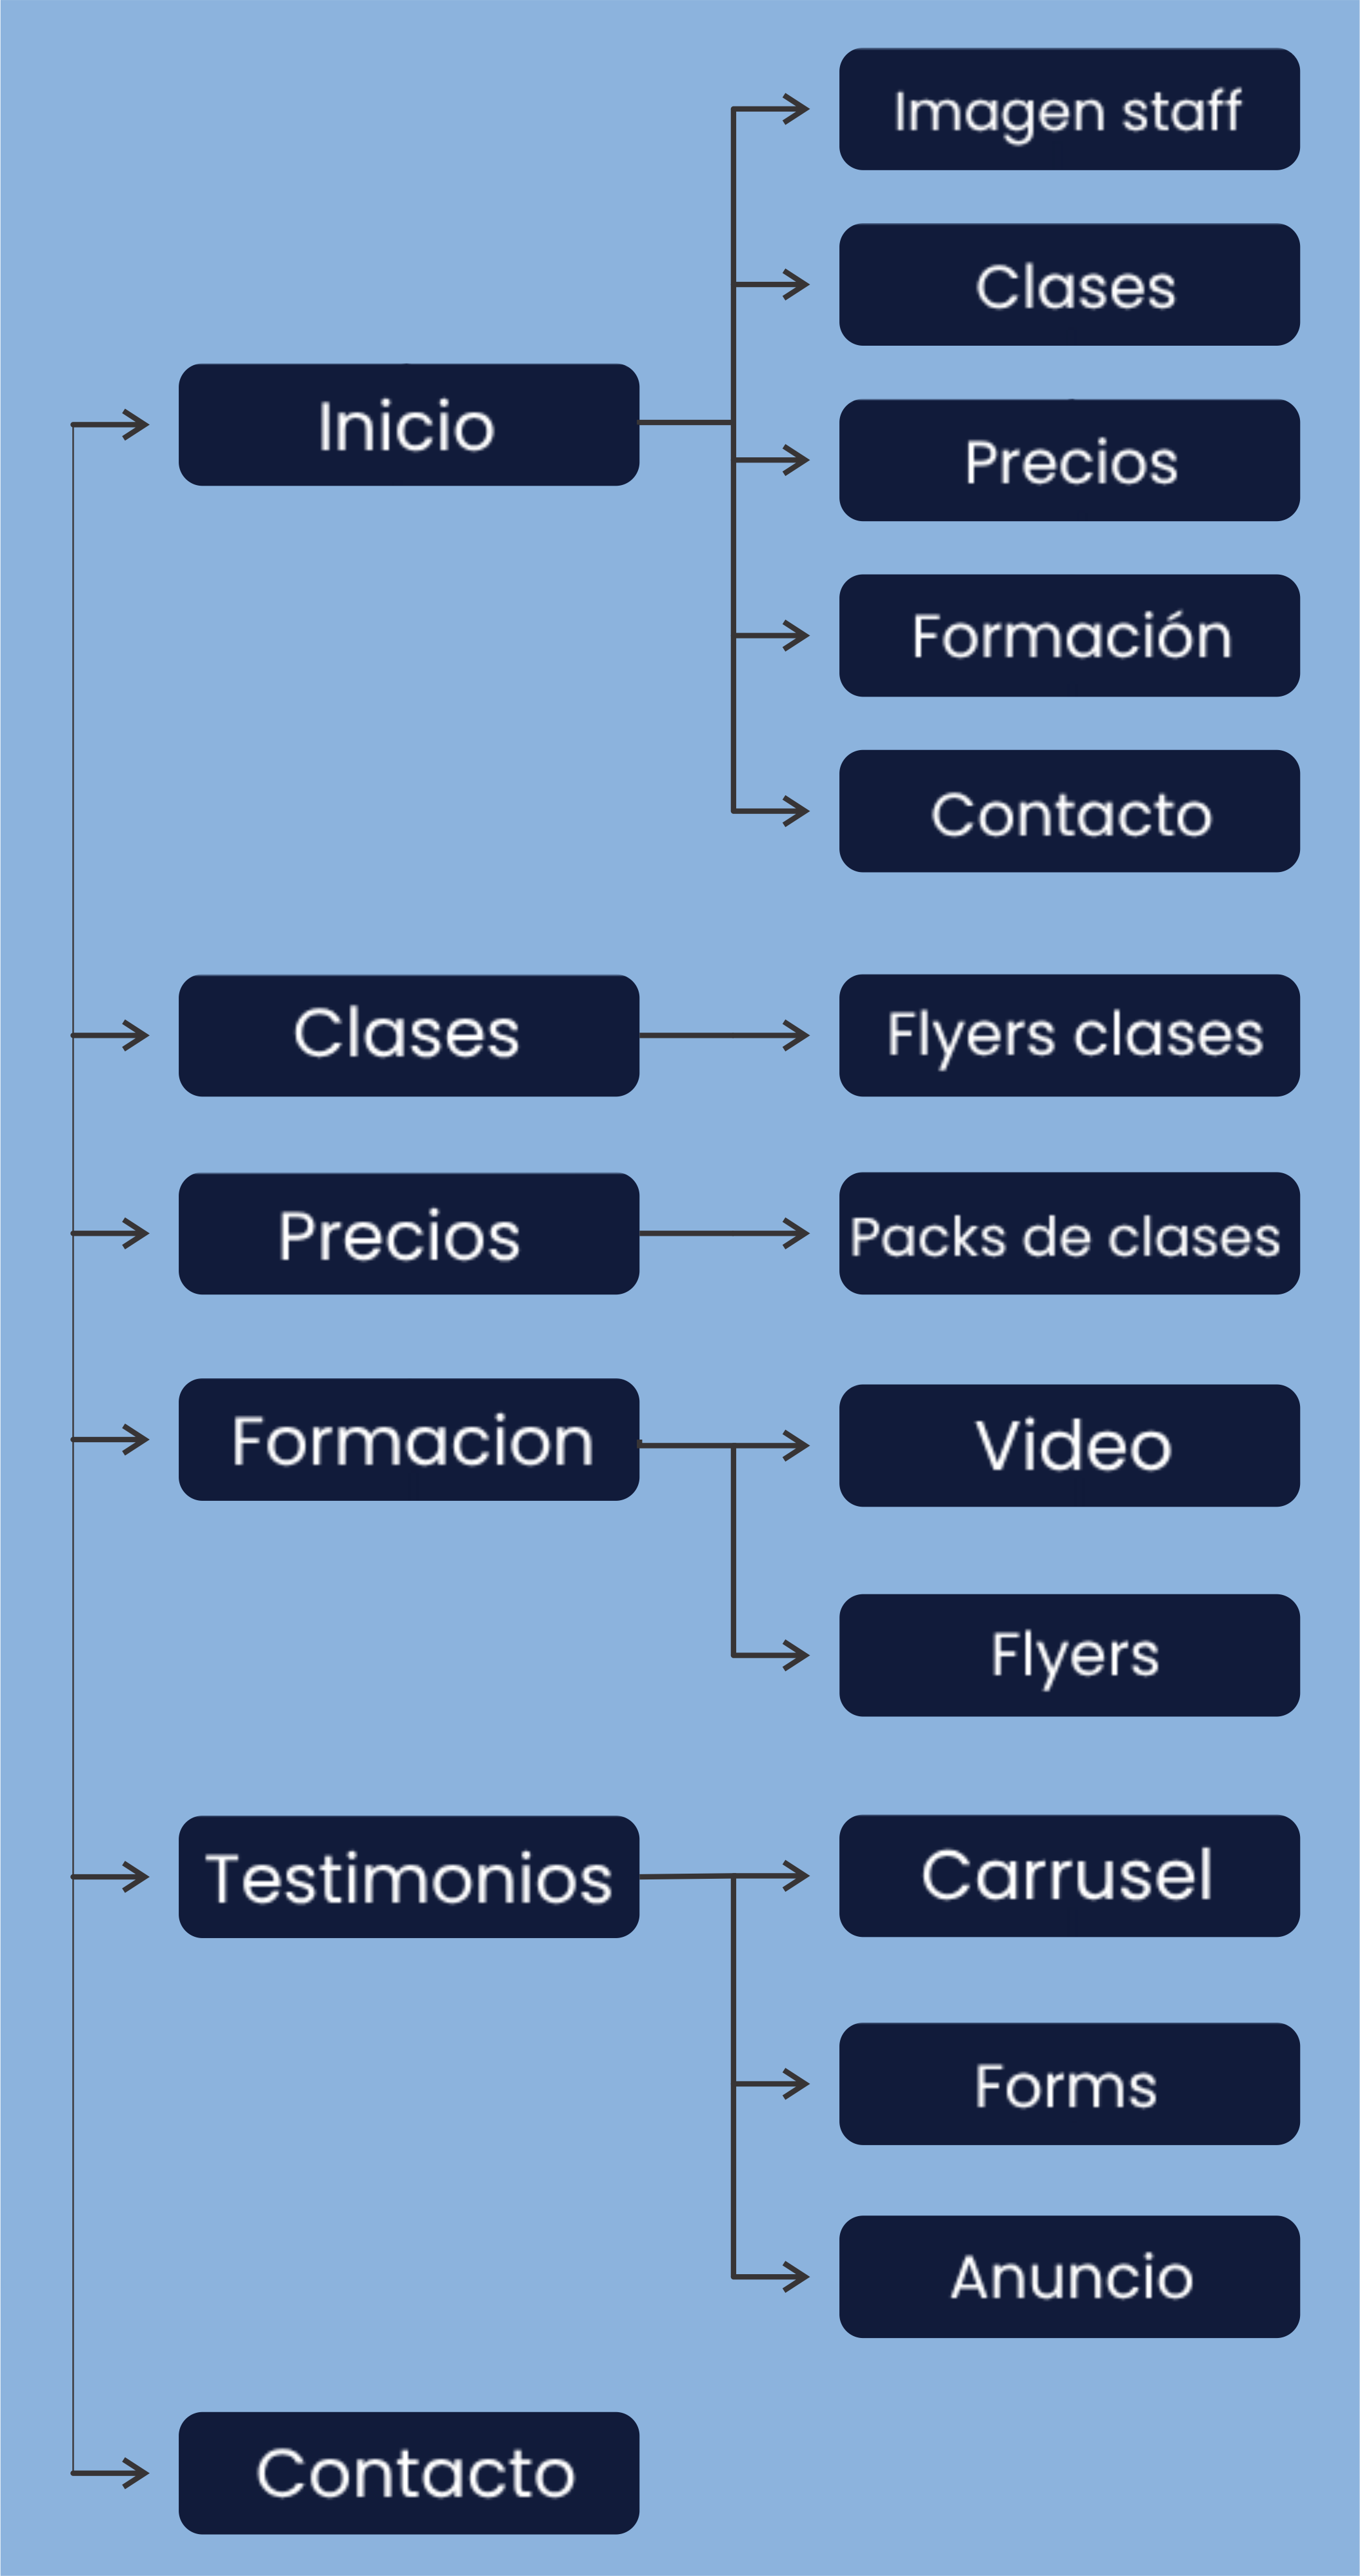 Imagen staff
Clases
Inicio
Precios
Formación
Contacto
Clases
Flyers clases
Precios
Packs de clases
Formacion
Video
Flyers
Testimonios
Carrusel
Forms
Anuncio
Contacto